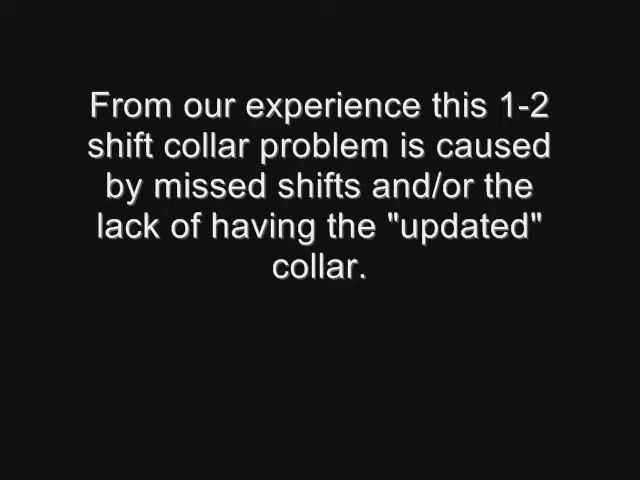 From our experience this 1-2
shift collar problem is caused
by missed shifts and/or the
lack of having the "updated"
collar.